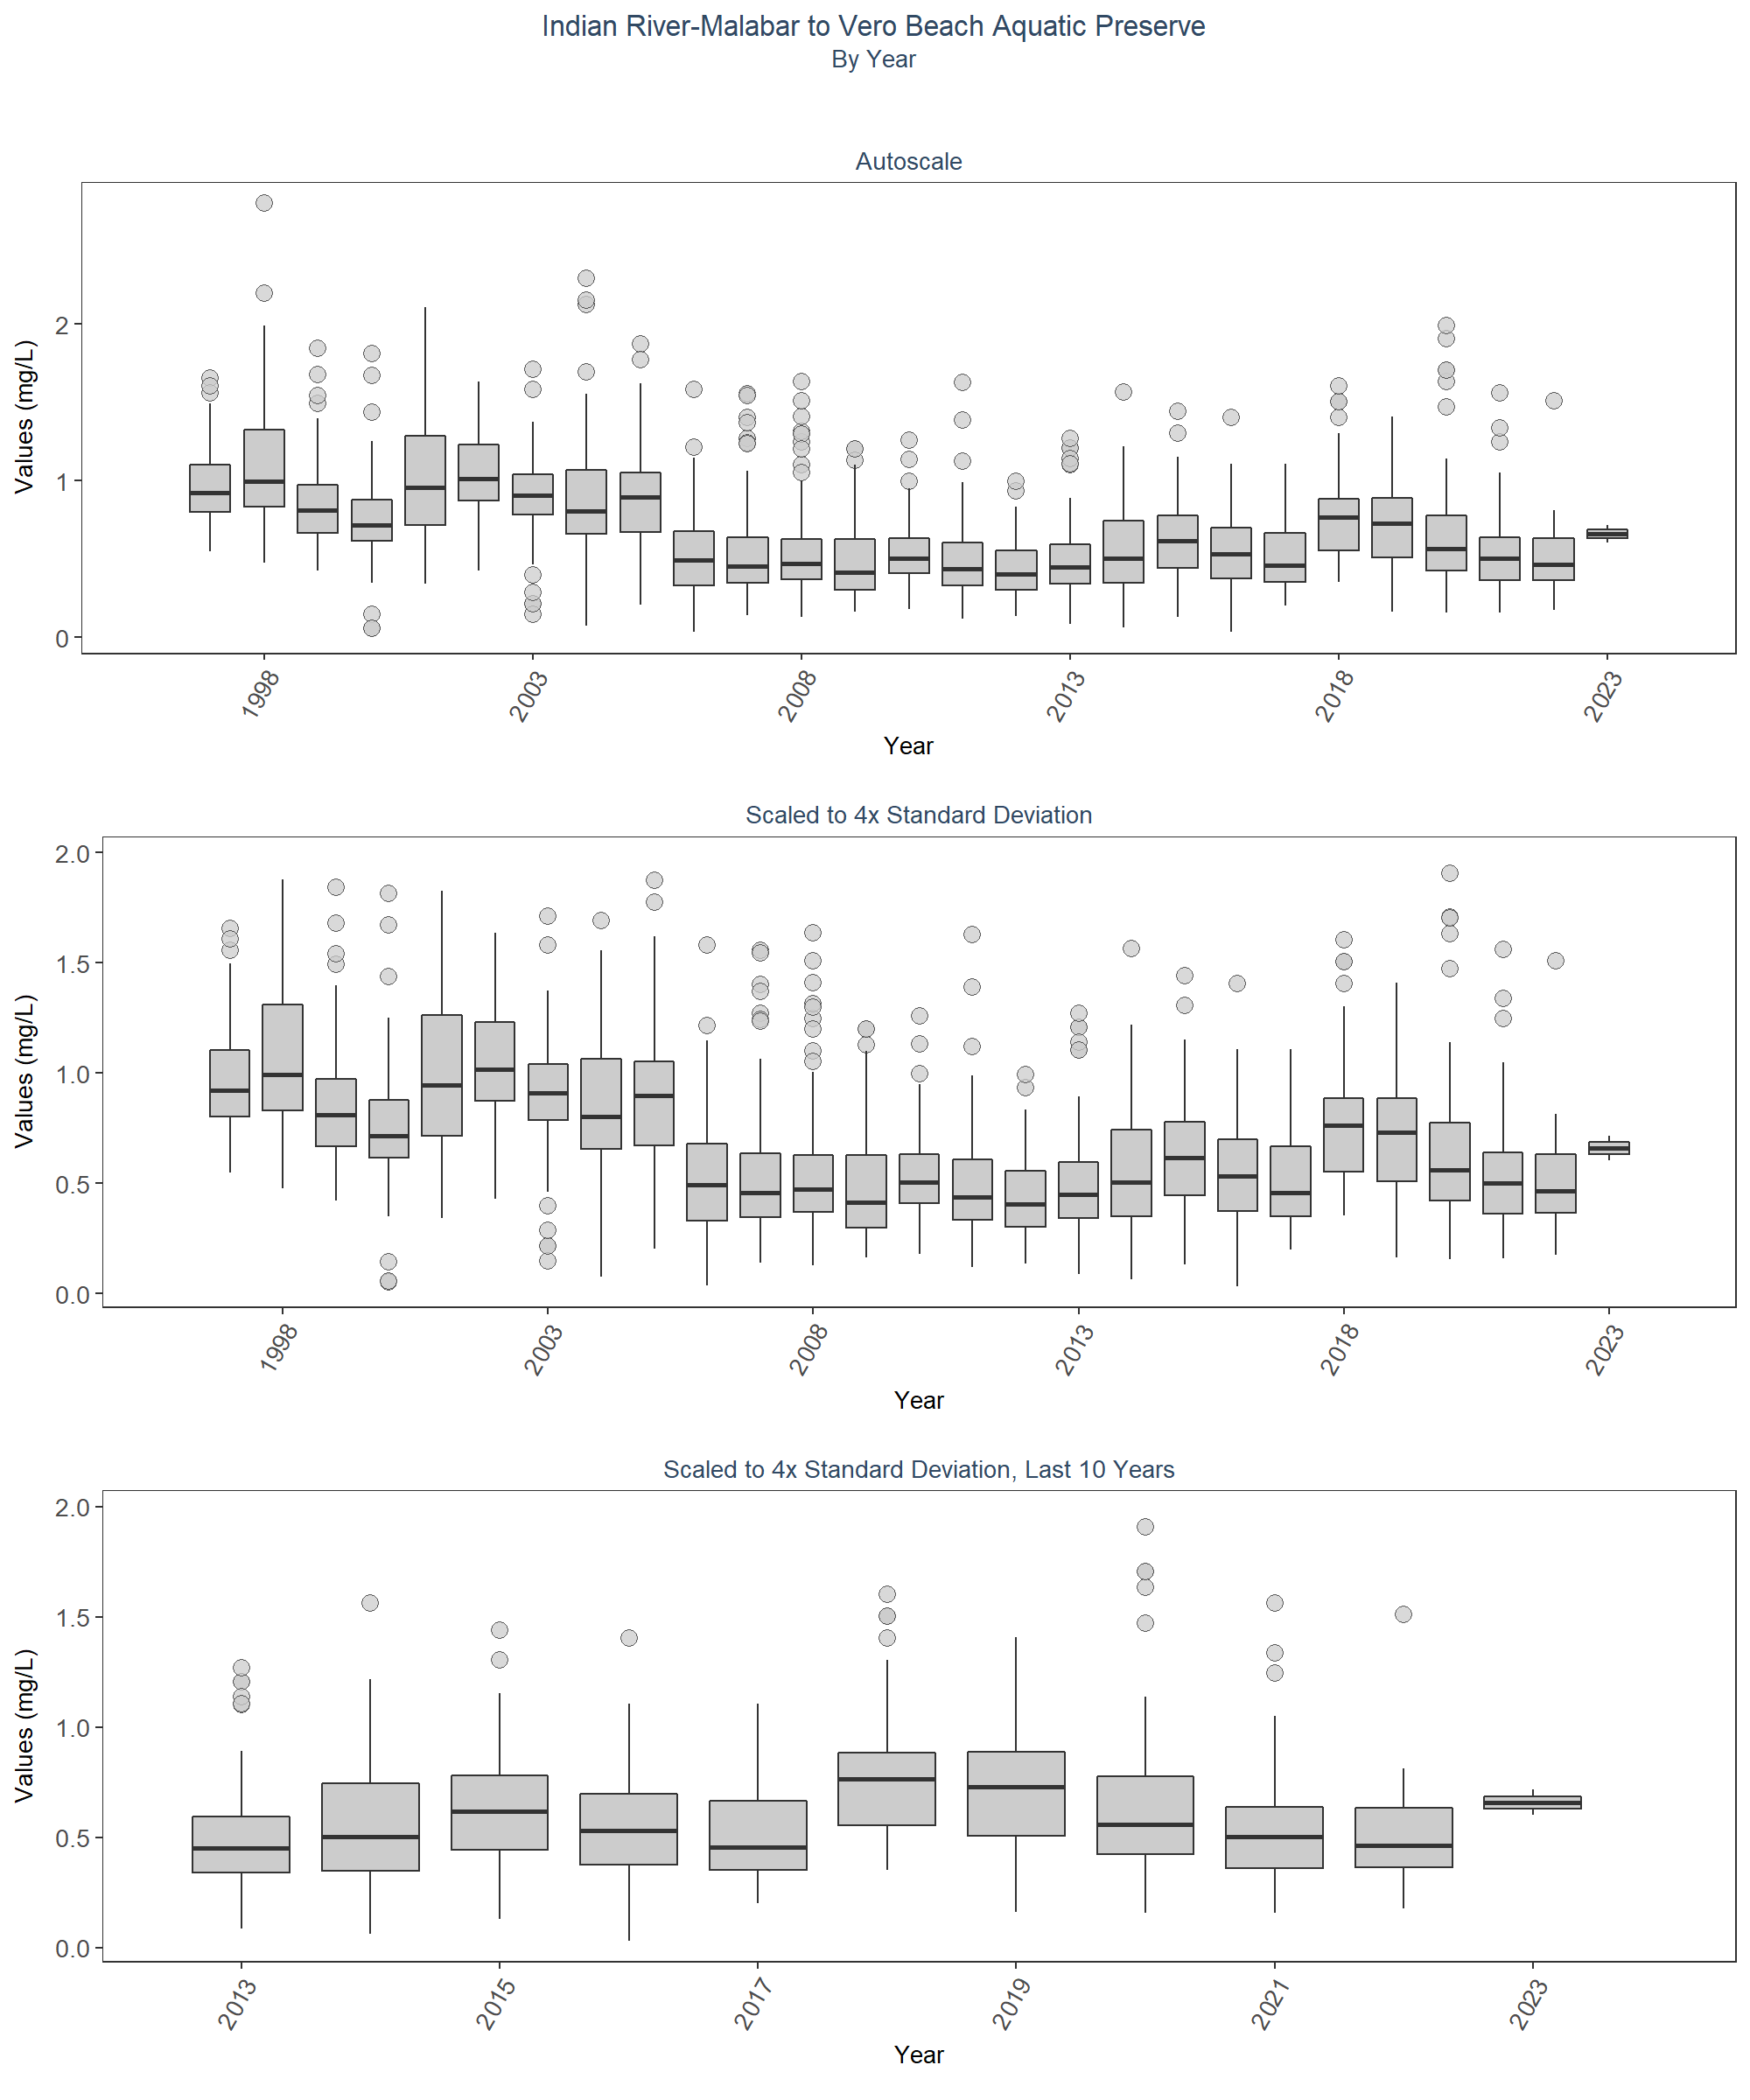 Indian River-Malabar to Vero Beach Aquatic Preserve
By Year
Autoscale
Values (mg/L)
2
1
0
1998 2003 2008 2013 2018 2023
Year
Scaled to 4x Standard Deviation
Values (mg/L)
2.0
1.5
1.0
0.5
0.0
1998 2003 2008 2013 2018 2023
Year
Scaled to 4x Standard Deviation, Last 10 Years
Values (mg/L)
2.0
1.5
1.0
0.5
0.0
2013 2015 2017 2019 2021 2023
Year